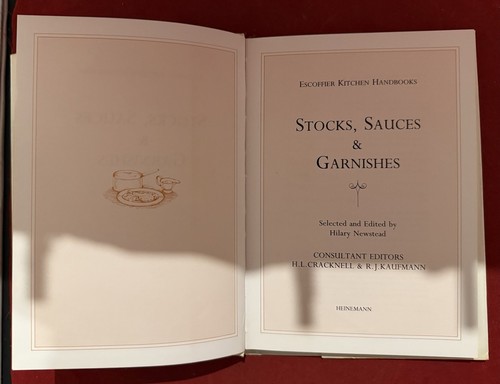 ESCOFFIER KITCHEN HANDBOOKS
STOCKS, SAUCES
&
GARNISHES
Selected and Edited by
Hilary Newstead
CONSULTANT EDITORS
H.L.CRACKNELL & R.J.KAUFMANN
HEINEMANN